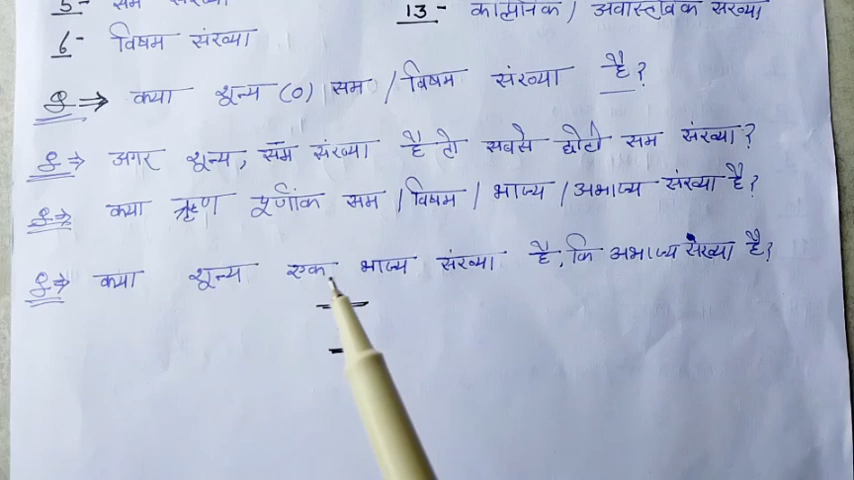 5- सम संख्या
13- काल्पनिक / अवास्तविक संख्या
6- विषम संख्या
Q⇒ क्या शून्य (0) सम / विषम संख्या है?
Q⇒ अगर शून्य, सम संख्या है तो सबसे छोटी सम संख्या?
Q⇒ क्या ऋण पूर्णांक सम / विषम / भाज्य / अभाज्य संख्या है?
Q⇒ क्या शून्य एक भाज्य संख्या है, कि अभाज्य संख्या है?